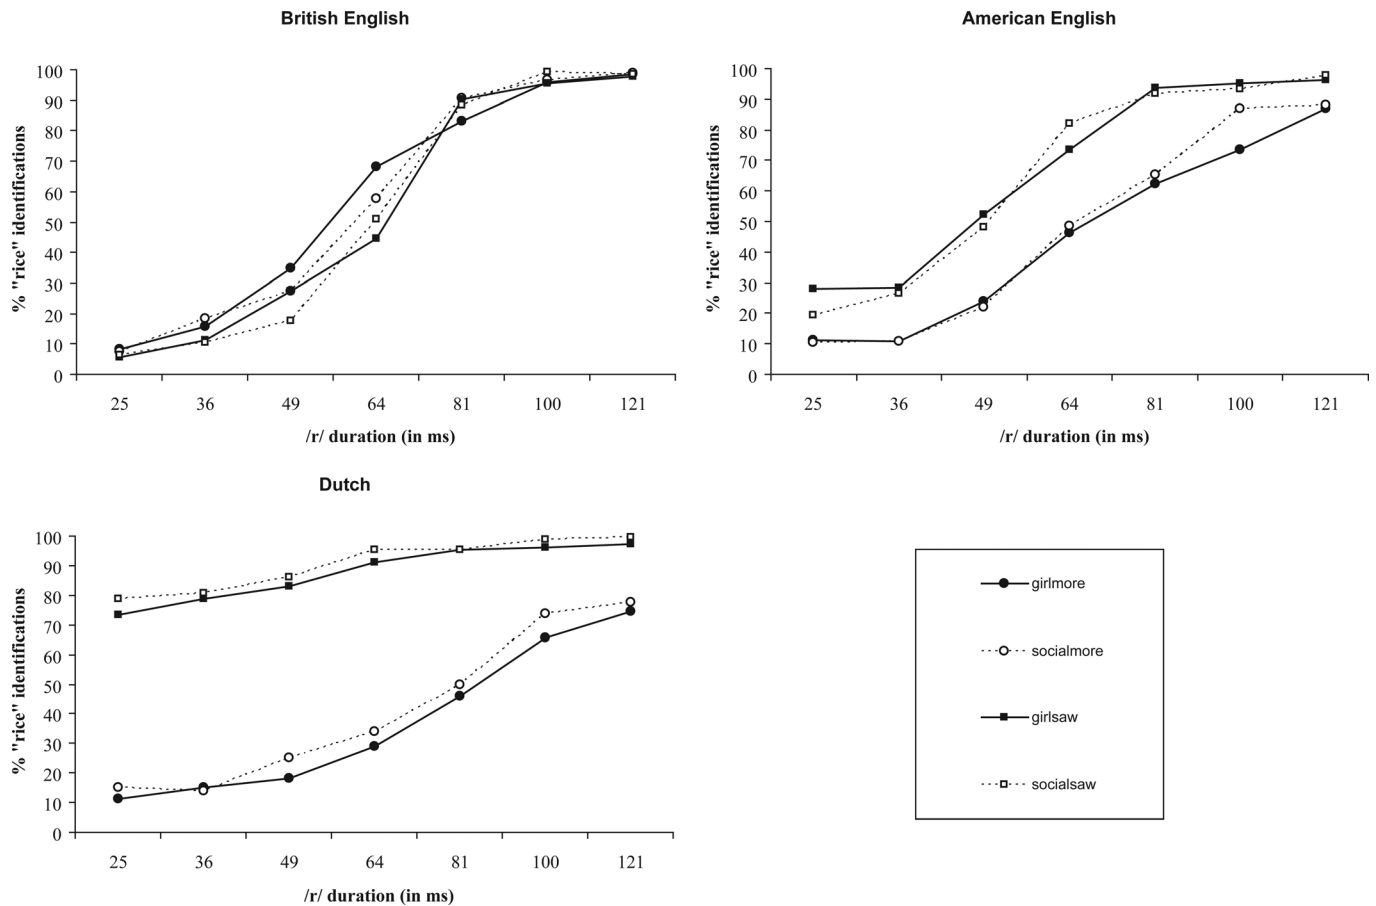 British English
100
90
80
70
60
50
40
30
20
10
0
% "rice" identifications
25 36 49 64 81 100 121
/r/ duration (in ms)
American English
100
90
80
70
60
50
40
30
20
10
0
% "rice" identifications
25 36 49 64 81 100 121
/r/ duration (in ms)
Dutch
100
90
80
70
60
50
40
30
20
10
0
% "rice" identifications
25 36 49 64 81 100 121
/r/ duration (in ms)
girlmore
socialmore
girlsaw
socialsaw